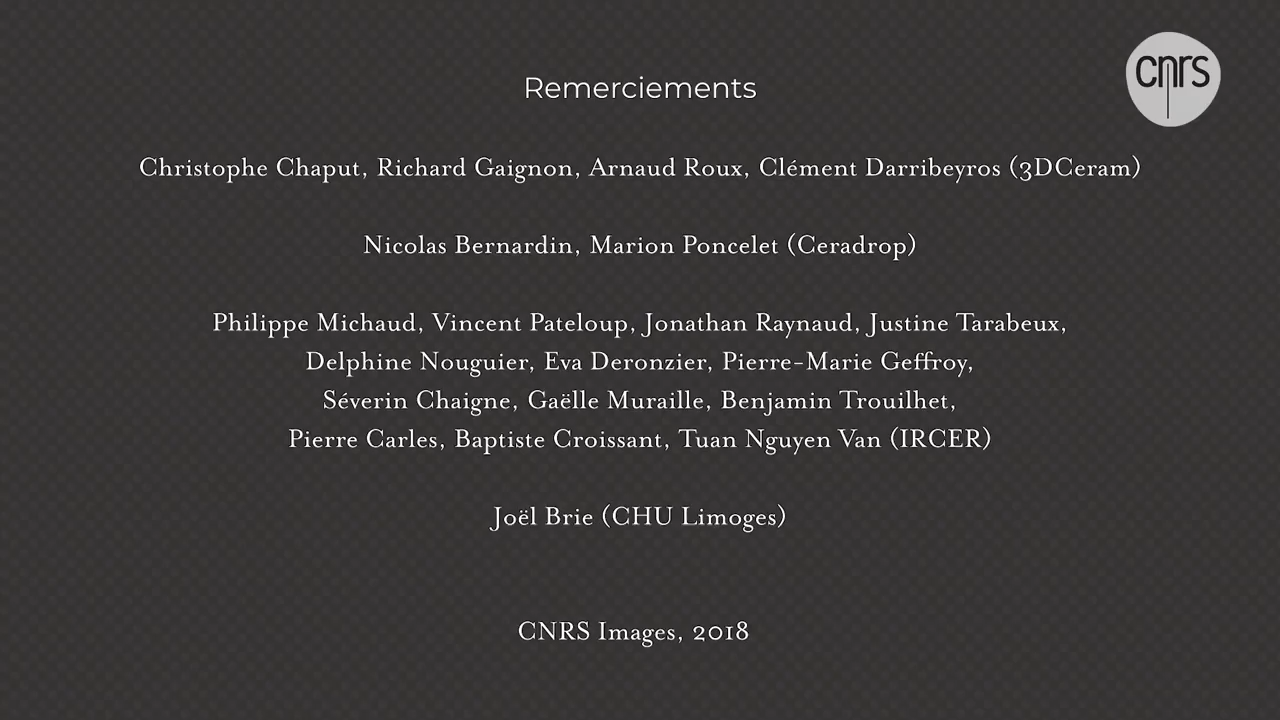 Remerciements
cnrs
Christophe Chaput, Richard Gaignon, Arnaud Roux, Clément Darribeyros (3DCeram)
Nicolas Bernardin, Marion Poncelet (Ceradrop)
Philippe Michaud, Vincent Pateloup, Jonathan Raynaud, Justine Tarabeux,
Delphine Nouguier, Eva Deronzier, Pierre-Marie Geffroy,
Séverin Chaigne, Gaëlle Muraille, Benjamin Trouilhet,
Pierre Carles, Baptiste Croissant, Tuan Nguyen Van (IRCER)
Joël Brie (CHU Limoges)
CNRS Images, 2018